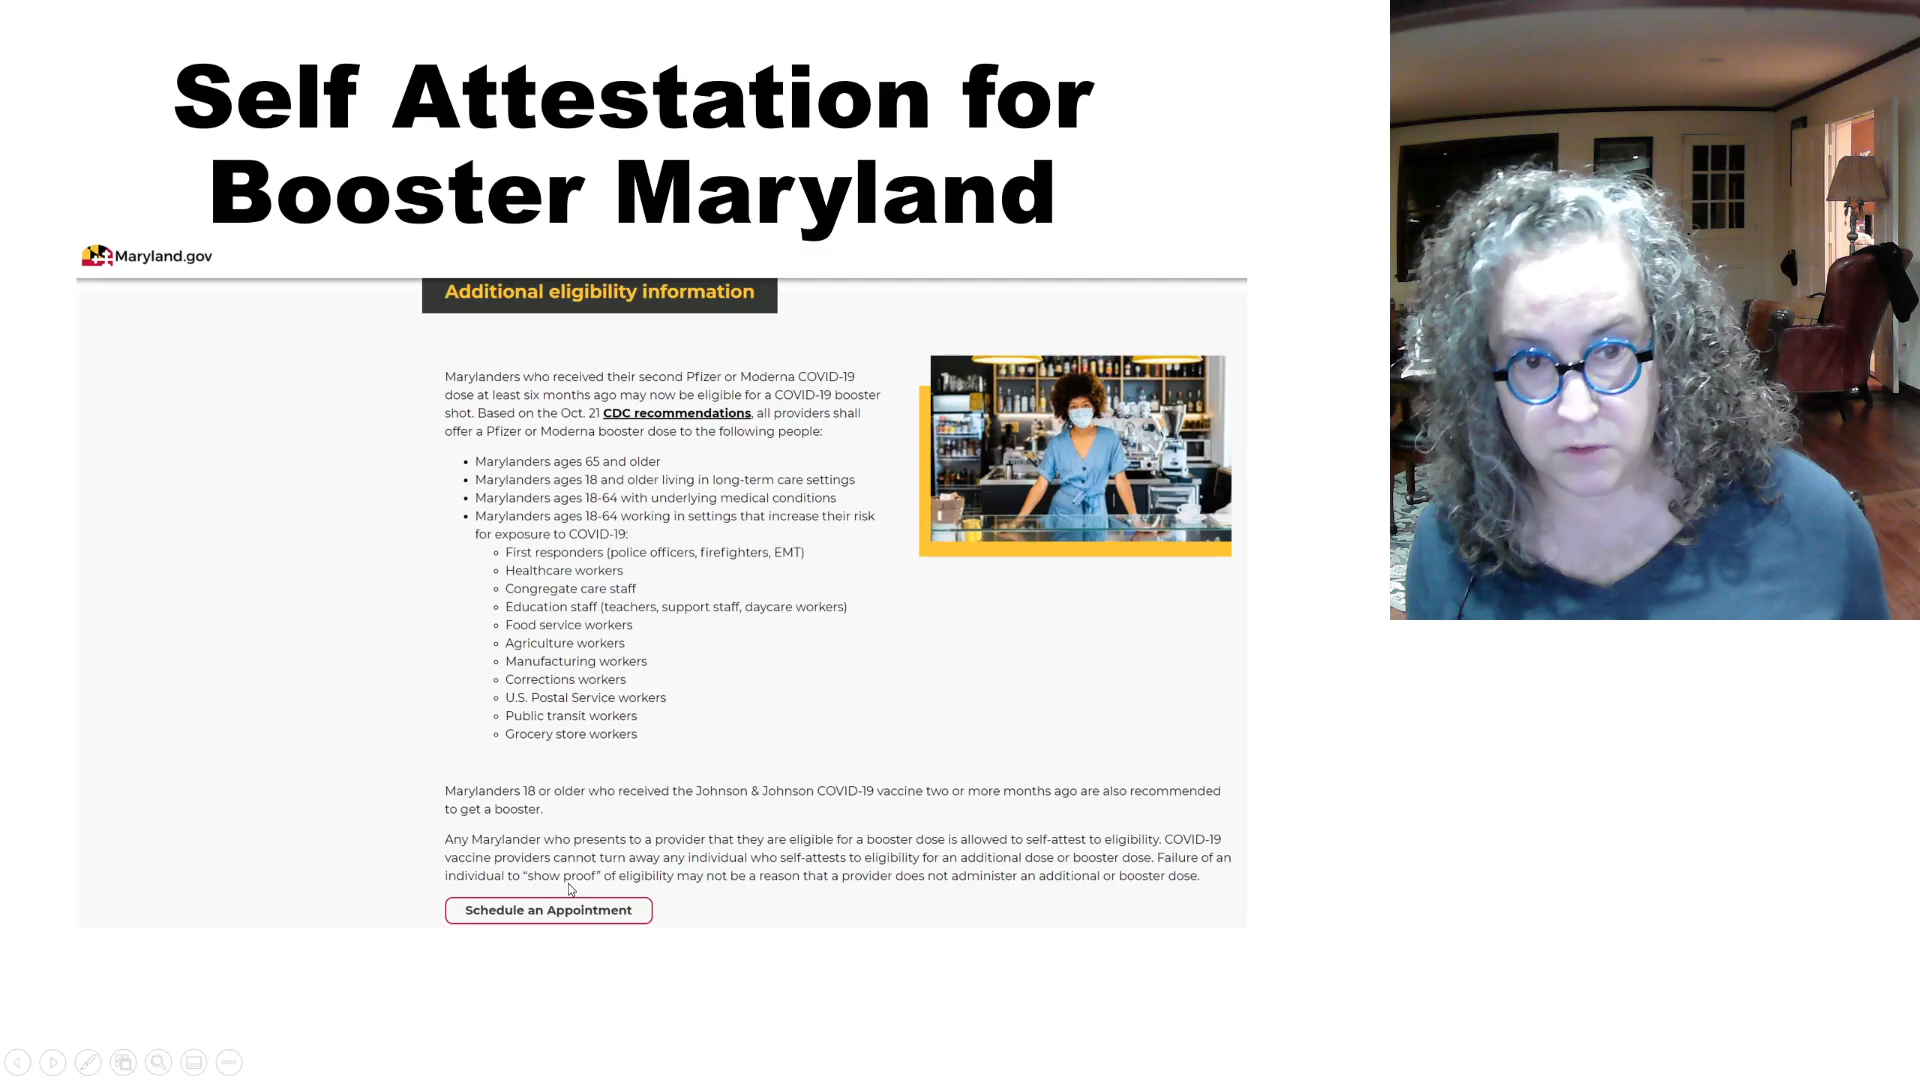 Self Attestation for
Booster Maryland
Maryland.gov
Additional eligibility information
Marylanders who received their second Pfizer or Moderna COVID-19
dose at least six months ago may now be eligible for a COVID-19 booster
shot. Based on the Oct. 21 CDC recommendations, all providers shall
offer a Pfizer or Moderna booster dose to the following people:
• Marylanders ages 65 and older
• Marylanders ages 18 and older living in long-term care settings
• Marylanders ages 18-64 with underlying medical conditions
• Marylanders ages 18-64 working in settings that increase their risk
for exposure to COVID-19:
◦ First responders (police officers, firefighters, EMT)
◦ Healthcare workers
◦ Congregate care staff
◦ Education staff (teachers, support staff, daycare workers)
◦ Food service workers
◦ Agriculture workers
◦ Manufacturing workers
◦ Corrections workers
◦ U.S. Postal Service workers
◦ Public transit workers
◦ Grocery store workers
Marylanders 18 or older who received the Johnson & Johnson COVID-19 vaccine two or more months ago are also recommended
to get a booster.
Any Marylander who presents to a provider that they are eligible for a booster dose is allowed to self-attest to eligibility. COVID-19
vaccine providers cannot turn away any individual who self-attests to eligibility for an additional dose or booster dose. Failure of an
individual to “show proof” of eligibility may not be a reason that a provider does not administer an additional or booster dose.
Schedule an Appointment